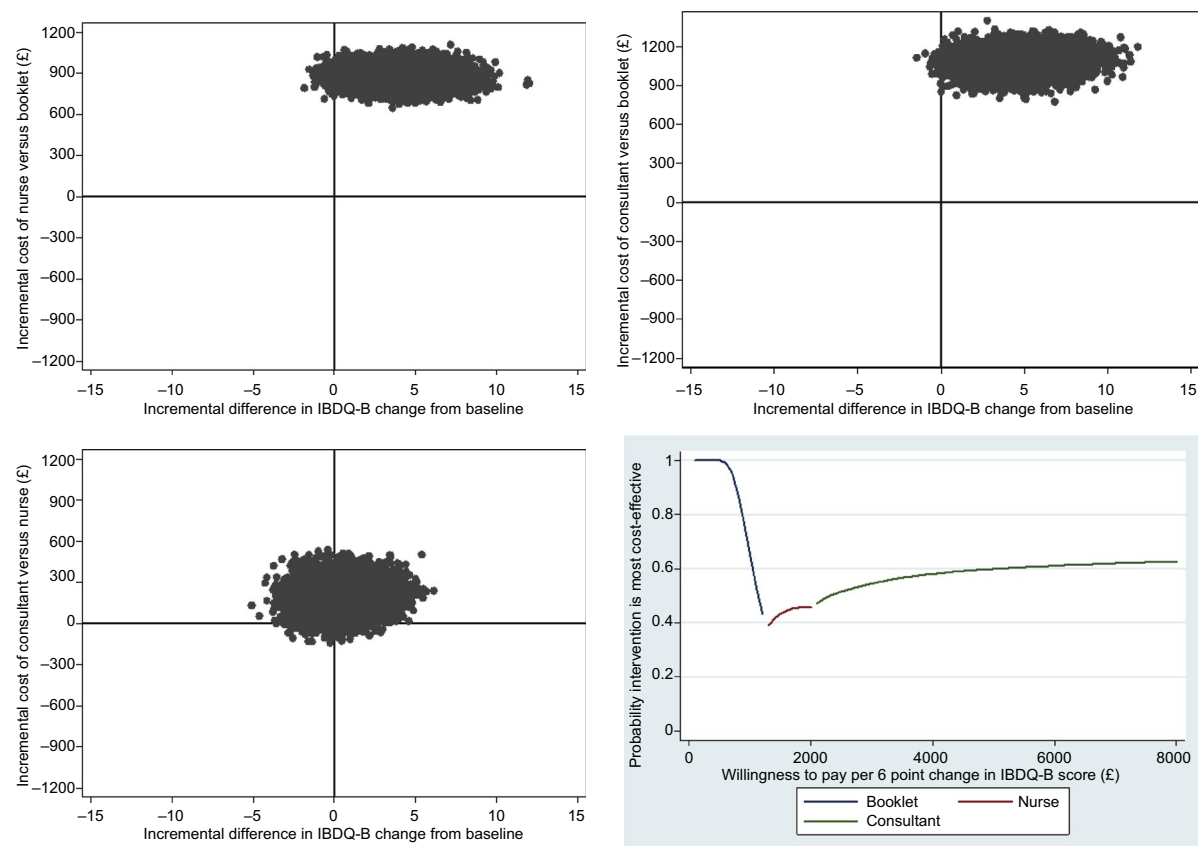 Incremental cost of nurse versus booklet (£)
1200
900
600
300
0
–300
–600
–900
–1200
–15 –10 –5 0 5 10 15
Incremental difference in IBDQ-B change from baseline
Incremental cost of consultant versus booklet (£)
1200
900
600
300
0
–300
–600
–900
–1200
–15 –10 –5 0 5 10 15
Incremental difference in IBDQ-B change from baseline
Incremental cost of consultant versus nurse (£)
1200
900
600
300
0
–300
–600
–900
–1200
–15 –10 –5 0 5 10 15
Incremental difference in IBDQ-B change from baseline
Probability intervention is most cost-effective
1
0.8
0.6
0.4
0.2
0
0 2000 4000 6000 8000
Willingness to pay per 6 point change in IBDQ-B score (£)
Booklet Nurse
Consultant